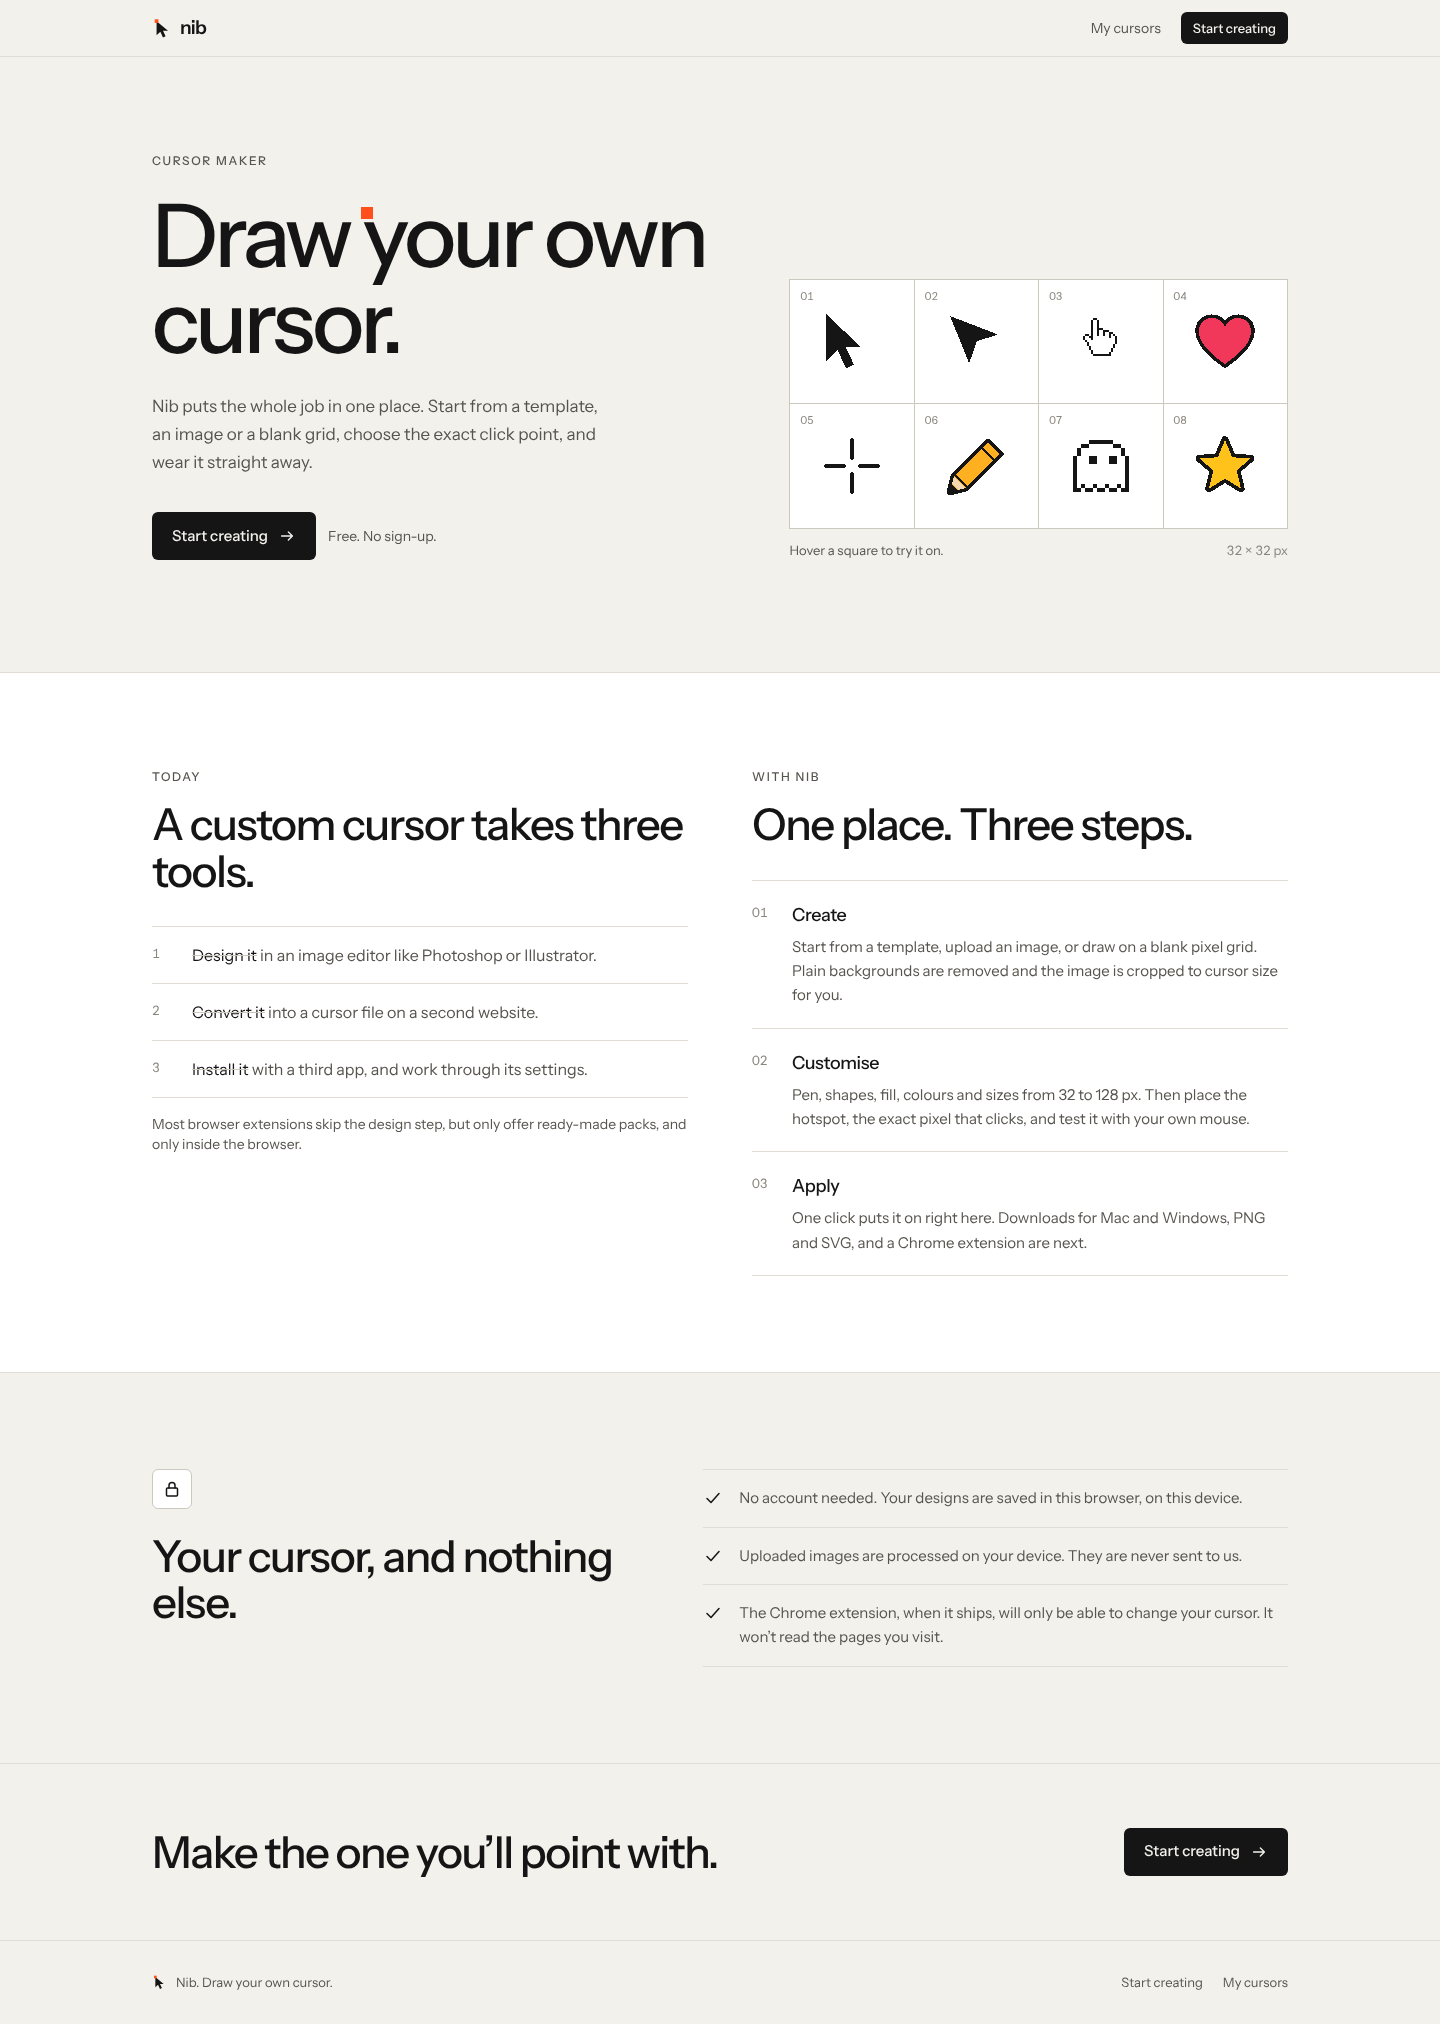 nib
My cursors
Start creating
CURSOR MAKER
Draw your own
cursor.
Nib puts the whole job in one place. Start from a template,
an image or a blank grid, choose the exact click point, and
wear it straight away.
Start creating →
Free. No sign-up.
01
02
03
04
05
06
07
08
Hover a square to try it on.
32 × 32 px
TODAY
A custom cursor takes three
tools.
1
Design it in an image editor like Photoshop or Illustrator.
2
Convert it into a cursor file on a second website.
3
Install it with a third app, and work through its settings.
Most browser extensions skip the design step, but only offer ready-made packs, and
only inside the browser.
WITH NIB
One place. Three steps.
01
Create
Start from a template, upload an image, or draw on a blank pixel grid.
Plain backgrounds are removed and the image is cropped to cursor size
for you.
02
Customise
Pen, shapes, fill, colours and sizes from 32 to 128 px. Then place the
hotspot, the exact pixel that clicks, and test it with your own mouse.
03
Apply
One click puts it on right here. Downloads for Mac and Windows, PNG
and SVG, and a Chrome extension are next.
Your cursor, and nothing
else.
No account needed. Your designs are saved in this browser, on this device.
Uploaded images are processed on your device. They are never sent to us.
The Chrome extension, when it ships, will only be able to change your cursor. It
won’t read the pages you visit.
Make the one you’ll point with.
Start creating →
Nib. Draw your own cursor.
Start creating
My cursors